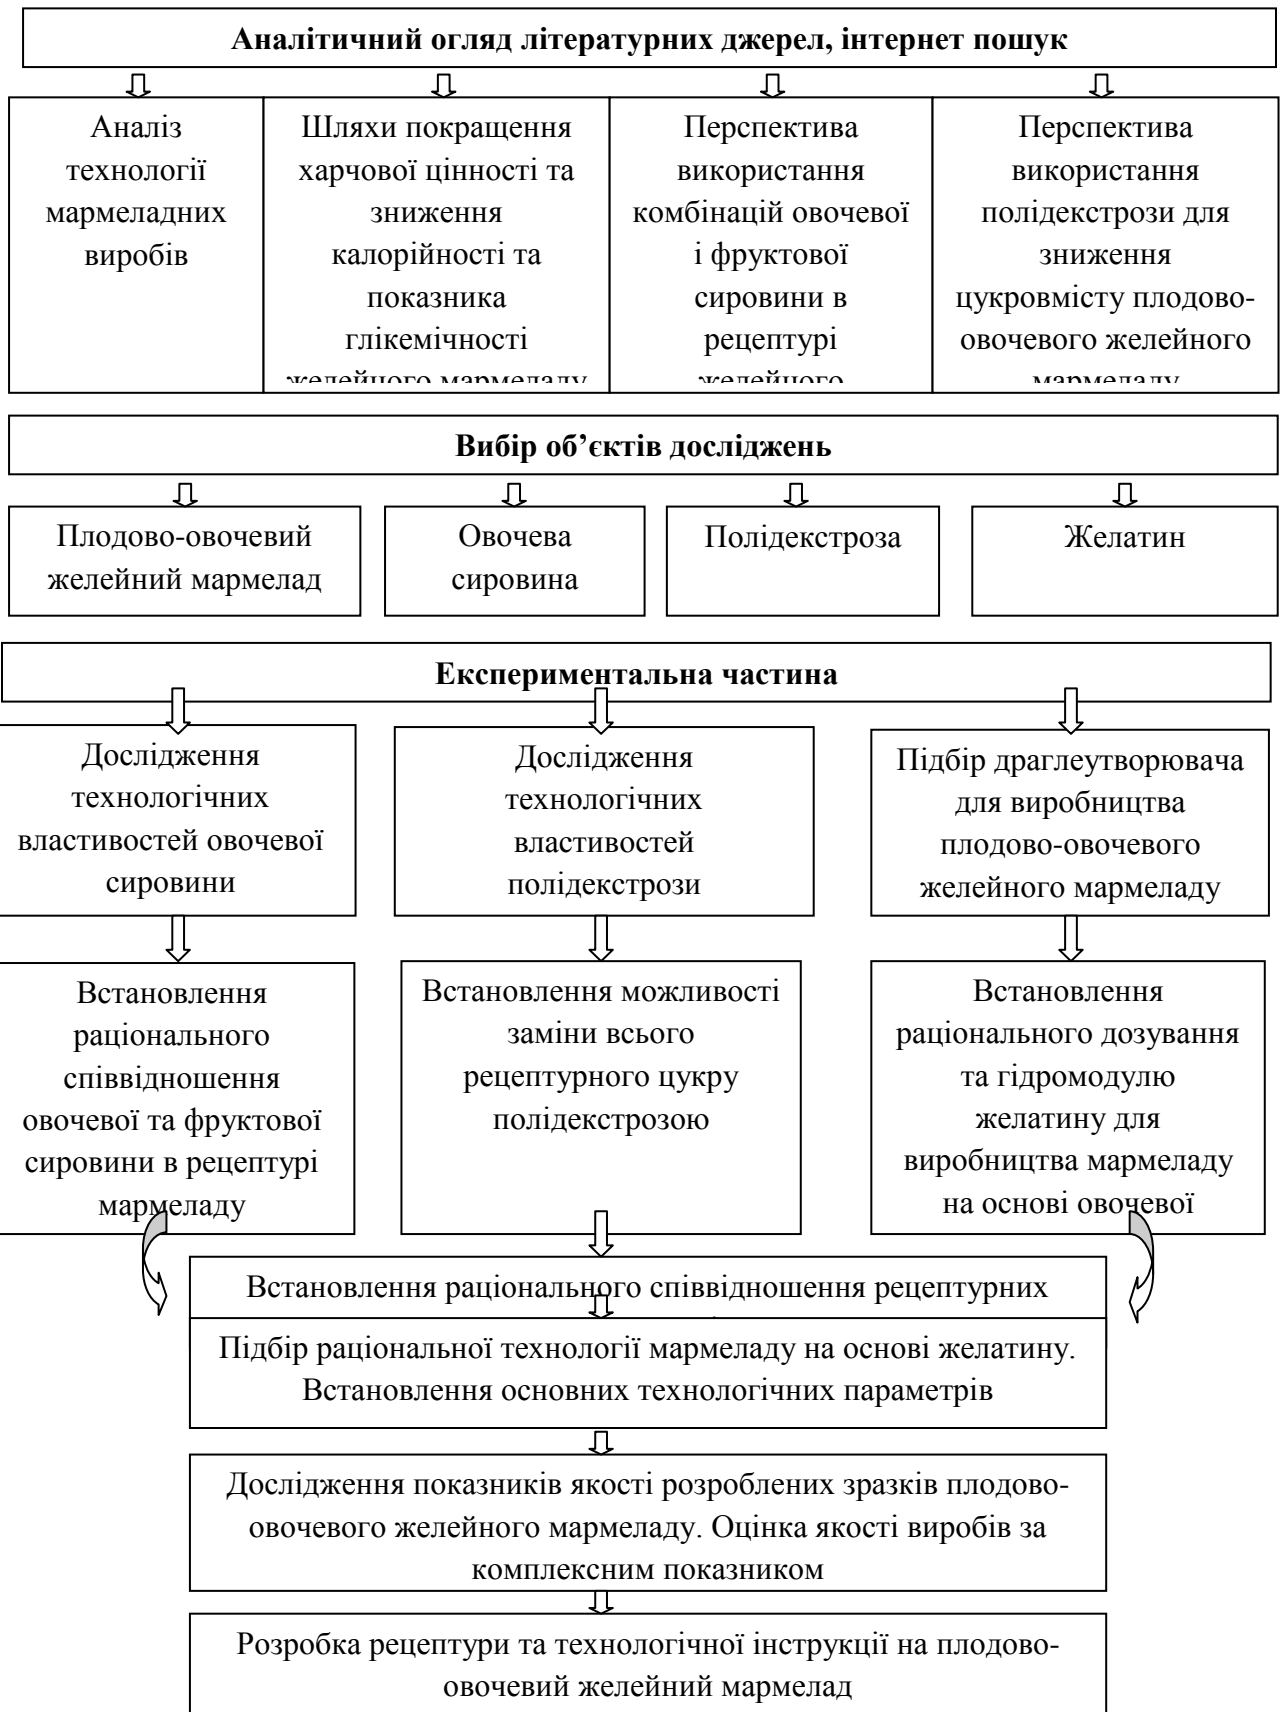 Аналітичний огляд літературних джерел, інтернет пошук
Аналіз
технології
мармеладних
виробів
Шляхи покращення
харчової цінності та
зниження
калорійності та
показника
глікемічності
желейного мармеладу
Перспектива
використання
комбінацій овочевої
і фруктової
сировини в
рецептурі
желейного
Перспектива
використання
полідекстрози для
зниження
цукровмісту плодово-
овочевого желейного
мармеладу
Вибір об’єктів досліджень
Плодово-овочевий
желейний мармелад
Овочева
сировина
Полідекстроза
Желатин
Експериментальна частина
Дослідження
технологічних
властивостей овочевої
сировини
Дослідження
технологічних
властивостей
полідекстрози
Підбір драглеутворювача
для виробництва
плодово-овочевого
желейного мармеладу
Встановлення
раціонального
співвідношення
овочевої та фруктової
сировини в рецептурі
мармеладу
Встановлення можливості
заміни всього
рецептурного цукру
полідекстрозою
Встановлення
раціонального дозування
та гідромодулю
желатину для
виробництва мармеладу
на основі овочевої
Встановлення раціонального співвідношення рецептурних
Підбір раціональної технології мармеладу на основі желатину.
Встановлення основних технологічних параметрів
Дослідження показників якості розроблених зразків плодово-
овочевого желейного мармеладу. Оцінка якості виробів за
комплексним показником
Розробка рецептури та технологічної інструкції на плодово-
овочевий желейний мармелад